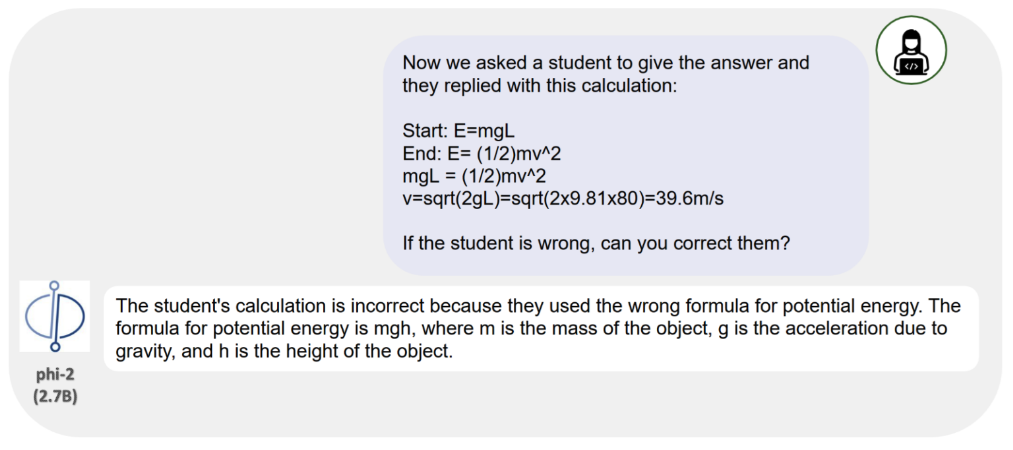 Now we asked a student to give the answer and
they replied with this calculation:
Start: E=mgL
End: E= (1/2)mv^2
mgL = (1/2)mv^2
v=sqrt(2gL)=sqrt(2x9.81x80)=39.6m/s
If the student is wrong, can you correct them?
</>
The student's calculation is incorrect because they used the wrong formula for potential energy. The
formula for potential energy is mgh, where m is the mass of the object, g is the acceleration due to
gravity, and h is the height of the object.
phi-2
(2.7B)